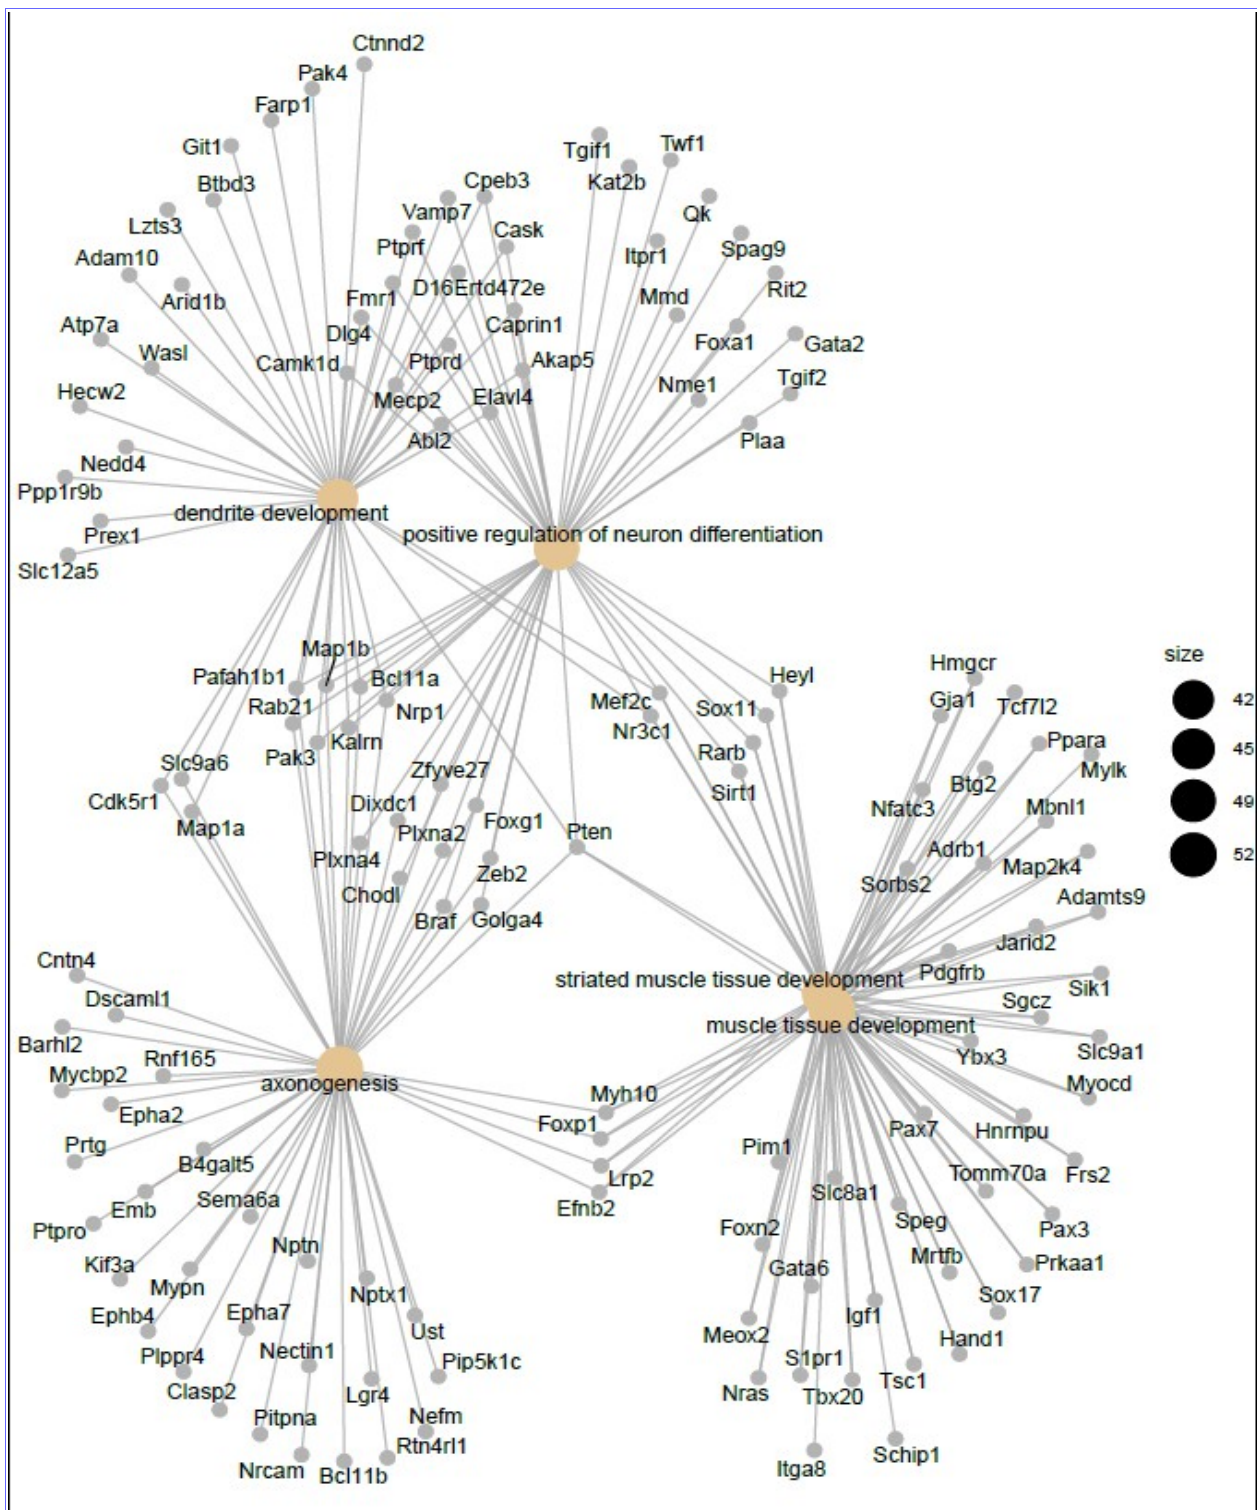 Ctnnd2
Pak4
Farp1
Git1
Btbd3
Lzts3
Adam10
Arid1b
Atp7a
Wasl
Hecw2
Nedd4
Ppp1r9b
Prex1
Slc12a5
Cpeb3
Vamp7
Cask
Ptprf
D16Ertd472e
Fmr1
Caprin1
Dlg4
Ptprd
Akap5
Camk1d
Mecp2
Elavl4
Abl2
Tgif1
Twf1
Kat2b
Qk
Itpr1
Spag9
Mmd
Rit2
Foxa1
Gata2
Nme1
Tgif2
Plaa
dendrite development
positive regulation of neuron differentiation
Map1b
Pafah1b1
Bcl11a
Rab21
Nrp1
Kalrn
Pak3
Slc9a6
Cdk5r1
Map1a
Zfyve27
Dixdc1
Foxg1
Plxna2
Pten
Plxna4
Zeb2
Chodl
Braf
Golga4
Heyl
Mef2c
Sox11
Nr3c1
Rarb
Sirt1
Hmgcr
Gja1
Tcf7l2
Ppara
Mylk
Btg2
Nfatc3
Mbnl1
Adrb1
Map2k4
Sorbs2
Adamts9
Jarid2
Pdgfrb
Sik1
Sgcz
Slc9a1
Ybx3
Myocd
size
42
45
49
52
striated muscle tissue development
muscle tissue development
Cntn4
Dscaml1
Barhl2
Rnf165
Mycbp2
axonogenesis
Epha2
Prtg
B4galt5
Emb
Sema6a
Ptpro
Nptn
Kif3a
Mypn
Nptx1
Ephb4
Epha7
Ust
Plppr4
Nectin1
Pip5k1c
Clasp2
Lgr4
Pitpna
Nefm
Rtn4rl1
Nrcam
Bcl11b
Myh10
Foxp1
Lrp2
Efnb2
Pax7
Hnrnpu
Pim1
Tomm70a
Frs2
Slc8a1
Speg
Pax3
Foxn2
Mrtfb
Prkaa1
Gata6
Sox17
Igf1
Meox2
Hand1
S1pr1
Tsc1
Nras
Tbx20
Schip1
Itga8